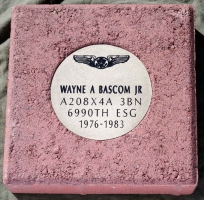 WAYNE A BASCOM JR
A208X4A 3BN
6990TH ESG
1976-1983